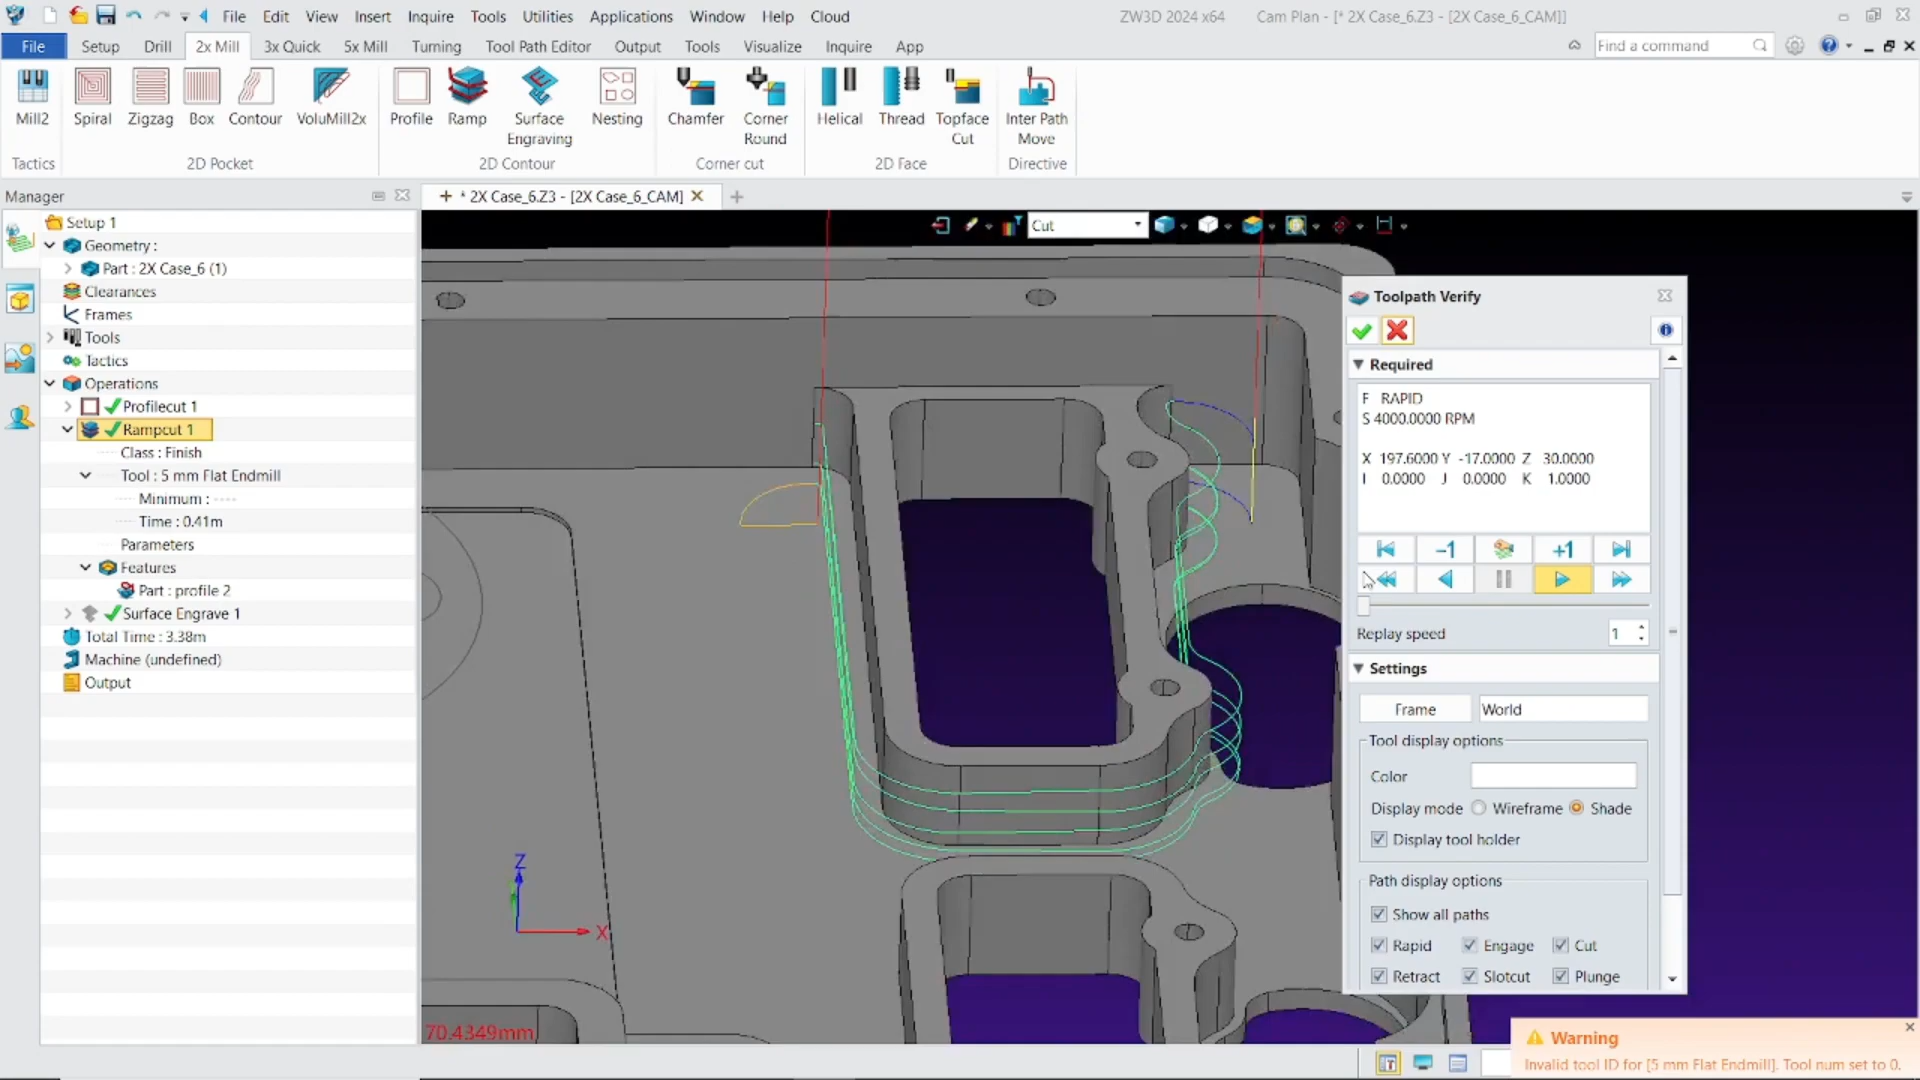 File Edit View Insert Inquire Tools Utilities Applications Window Help Cloud ZW3D 2024 x64 Cam Plan - [* 2X Case_6.Z3 - [2X Case_6_CAM]]
File Setup Drill 2x Mill 3x Quick 5x Mill Turning Tool Path Editor Output Tools Visualize Inquire App Find a command
Mill2 Spiral Zigzag Box Contour VoluMill2x Profile Ramp Surface Engraving Nesting Chamfer Corner Round Helical Thread Topface Cut Inter Path Move
Tactics 2D Pocket 2D Contour Corner cut 2D Face Directive
Manager
* 2X Case_6.Z3 - [2X Case_6_CAM]
Setup 1
Geometry :
Part : 2X Case_6 (1)
Clearances
Frames
Tools
Tactics
Operations
Profilecut 1
Rampcut 1
Class : Finish
Tool : 5 mm Flat Endmill
Minimum : ----
Time : 0.41m
Parameters
Features
Part : profile 2
Surface Engrave 1
Total Time : 3.38m
Machine (undefined)
Output
Cut
Z
X
70.4349mm
Toolpath Verify
Required
F RAPID
S 4000.0000 RPM
X 197.6000 Y -17.0000 Z 30.0000
I 0.0000 J 0.0000 K 1.0000
-1 +1
Replay speed 1
Settings
Frame World
Tool display options
Color
Display mode Wireframe Shade
Display tool holder
Path display options
Show all paths
Rapid Engage Cut
Retract Slotcut Plunge
Warning
Invalid tool ID for [5 mm Flat Endmill]. Tool num set to 0.